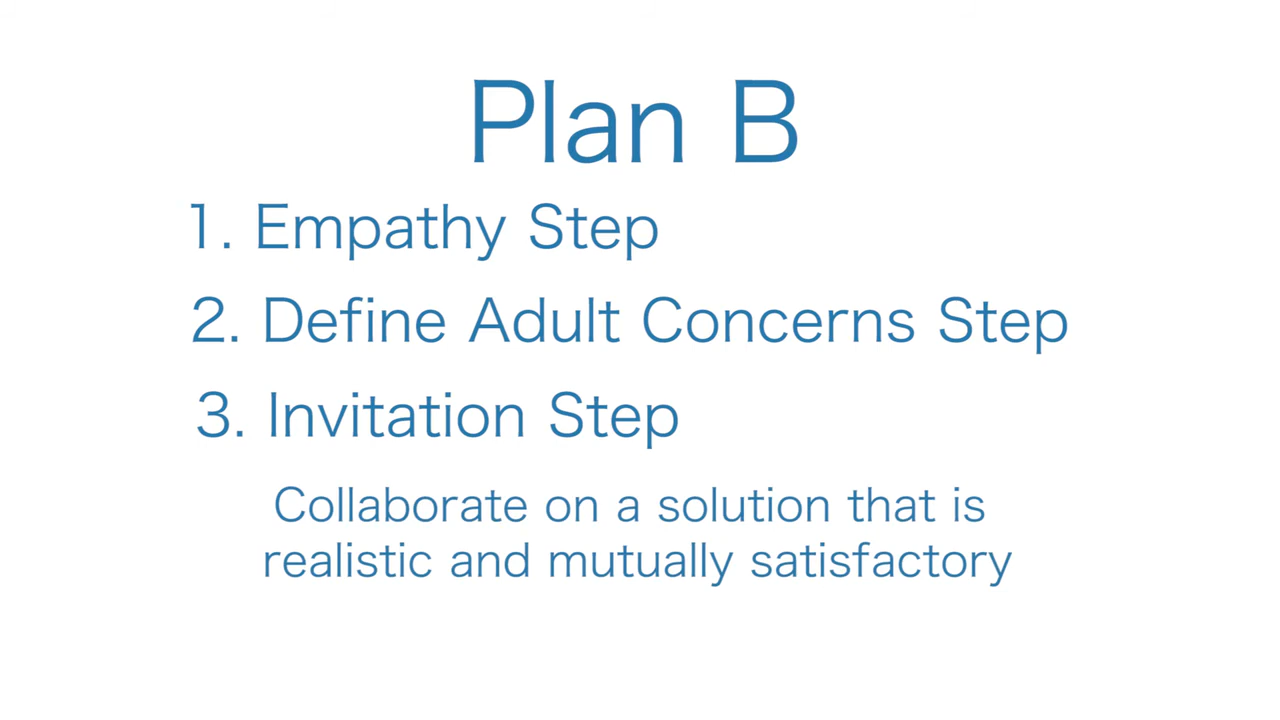 Plan B
1. Empathy Step
2. Define Adult Concerns Step
3. Invitation Step
Collaborate on a solution that is
realistic and mutually satisfactory